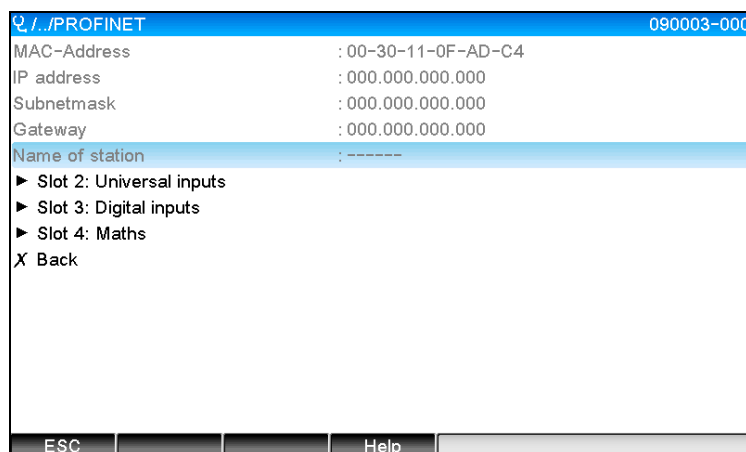 /../PROFINET 090003-000
MAC-Address : 00-30-11-0F-AD-C4
IP address : 000.000.000.000
Subnetmask : 000.000.000.000
Gateway : 000.000.000.000
Name of station : ------
► Slot 2: Universal inputs
► Slot 3: Digital inputs
► Slot 4: Maths
X Back
ESC Help